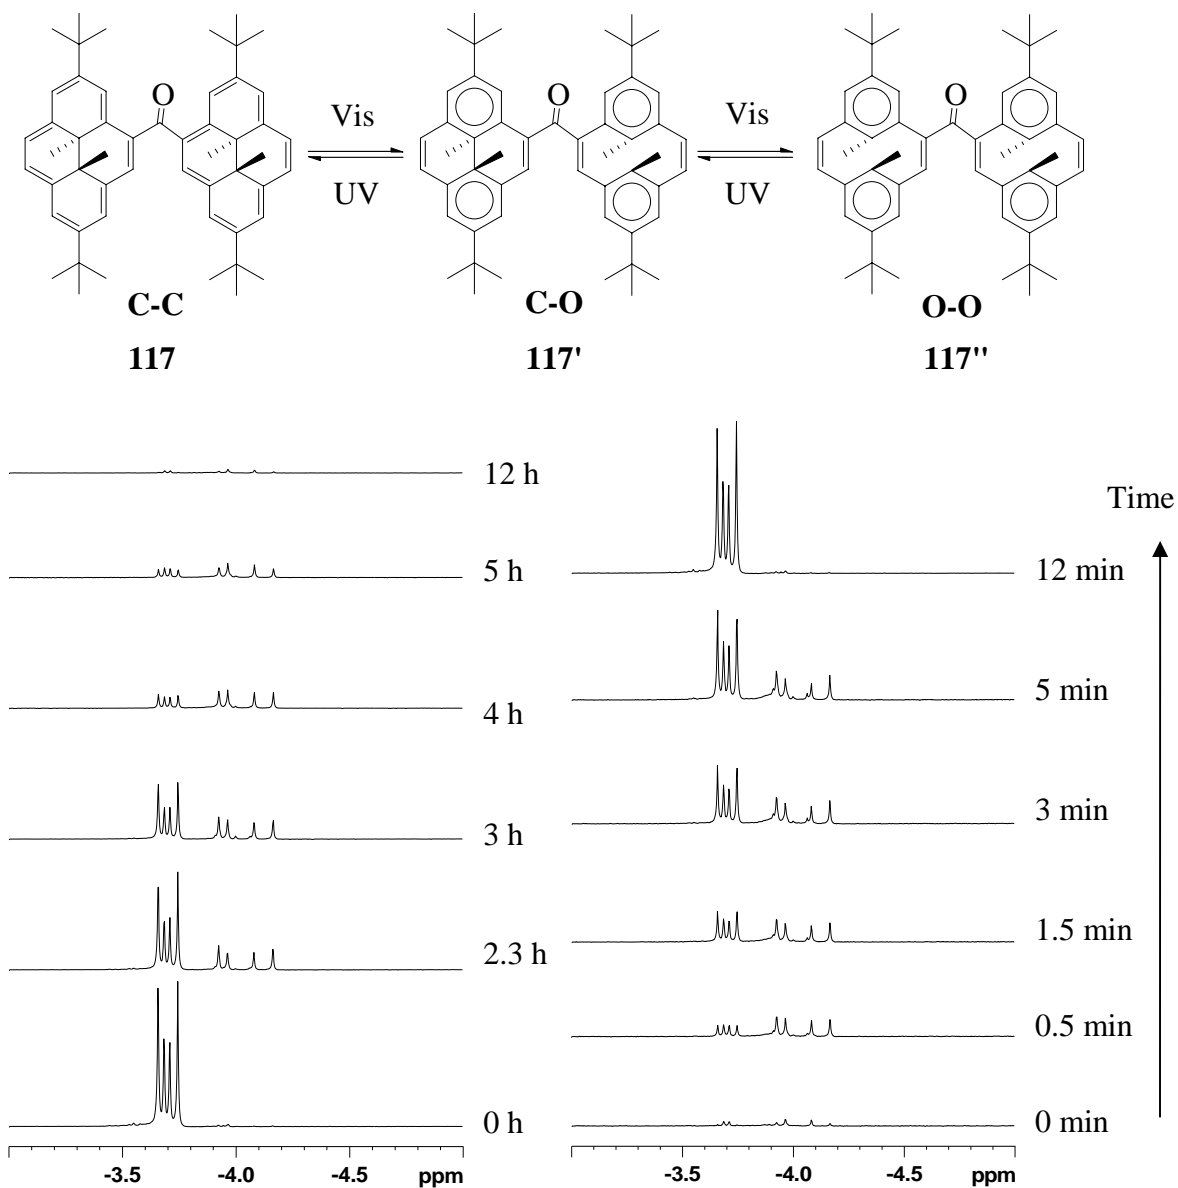 O
O
O
Vis
Vis
UV
UV
C-C
C-O
O-O
117
117'
117"
12 h
5 h
4 h
3 h
2.3 h
0 h
-3.5
-4.0
-4.5
ppm
Time
12 min
5 min
3 min
1.5 min
0.5 min
0 min
-3.5
-4.0
-4.5
ppm